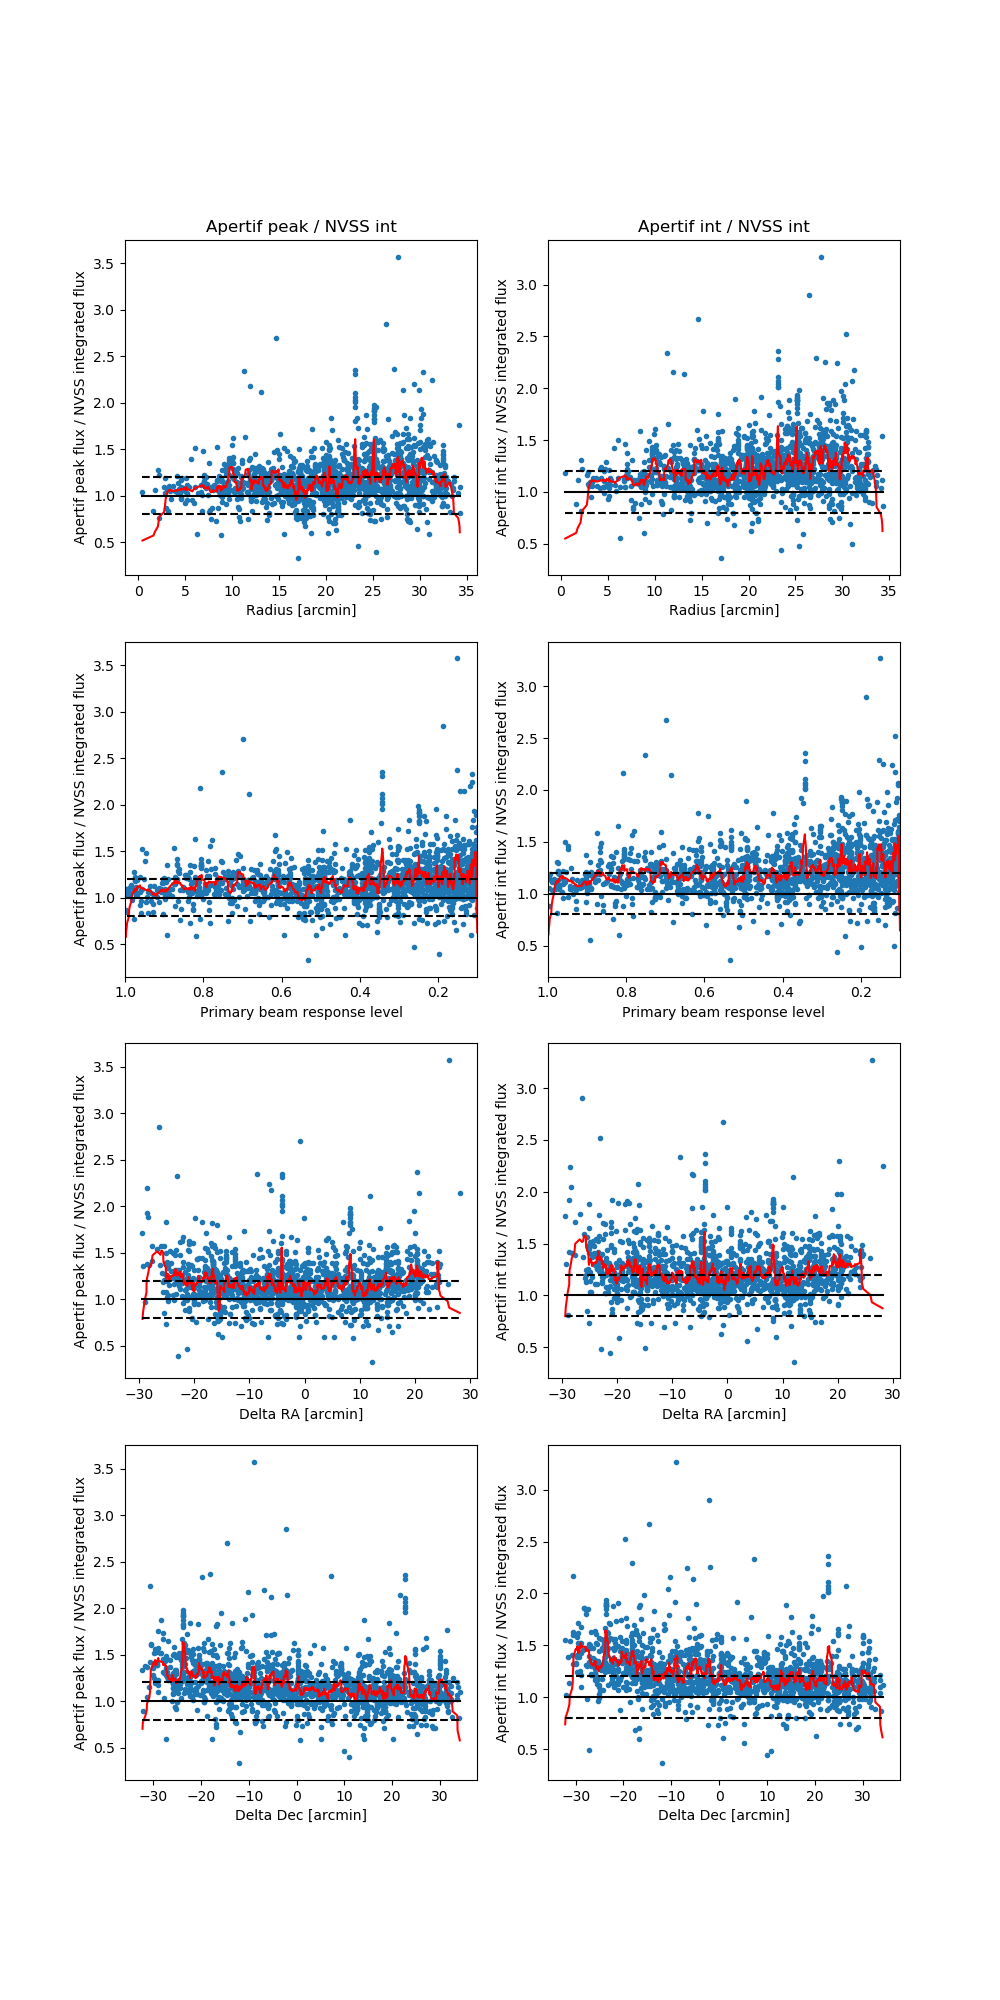 Apertif peak / NVSS int
Apertif int / NVSS int
Apertif peak flux / NVSS integrated flux
3.5
3.0
2.5
2.0
1.5
1.0
0.5
0 5 10 15 20 25 30 35
Radius [arcmin]
Apertif int flux / NVSS integrated flux
3.0
2.5
2.0
1.5
1.0
0.5
0 5 10 15 20 25 30 35
Radius [arcmin]
Apertif peak flux / NVSS integrated flux
3.5
3.0
2.5
2.0
1.5
1.0
0.5
1.0 0.8 0.6 0.4 0.2
Primary beam response level
Apertif int flux / NVSS integrated flux
3.0
2.5
2.0
1.5
1.0
0.5
1.0 0.8 0.6 0.4 0.2
Primary beam response level
Apertif peak flux / NVSS integrated flux
3.5
3.0
2.5
2.0
1.5
1.0
0.5
−30 −20 −10 0 10 20 30
Delta RA [arcmin]
Apertif int flux / NVSS integrated flux
3.0
2.5
2.0
1.5
1.0
0.5
−30 −20 −10 0 10 20 30
Delta RA [arcmin]
Apertif peak flux / NVSS integrated flux
3.5
3.0
2.5
2.0
1.5
1.0
0.5
−30 −20 −10 0 10 20 30
Delta Dec [arcmin]
Apertif int flux / NVSS integrated flux
3.0
2.5
2.0
1.5
1.0
0.5
−30 −20 −10 0 10 20 30
Delta Dec [arcmin]